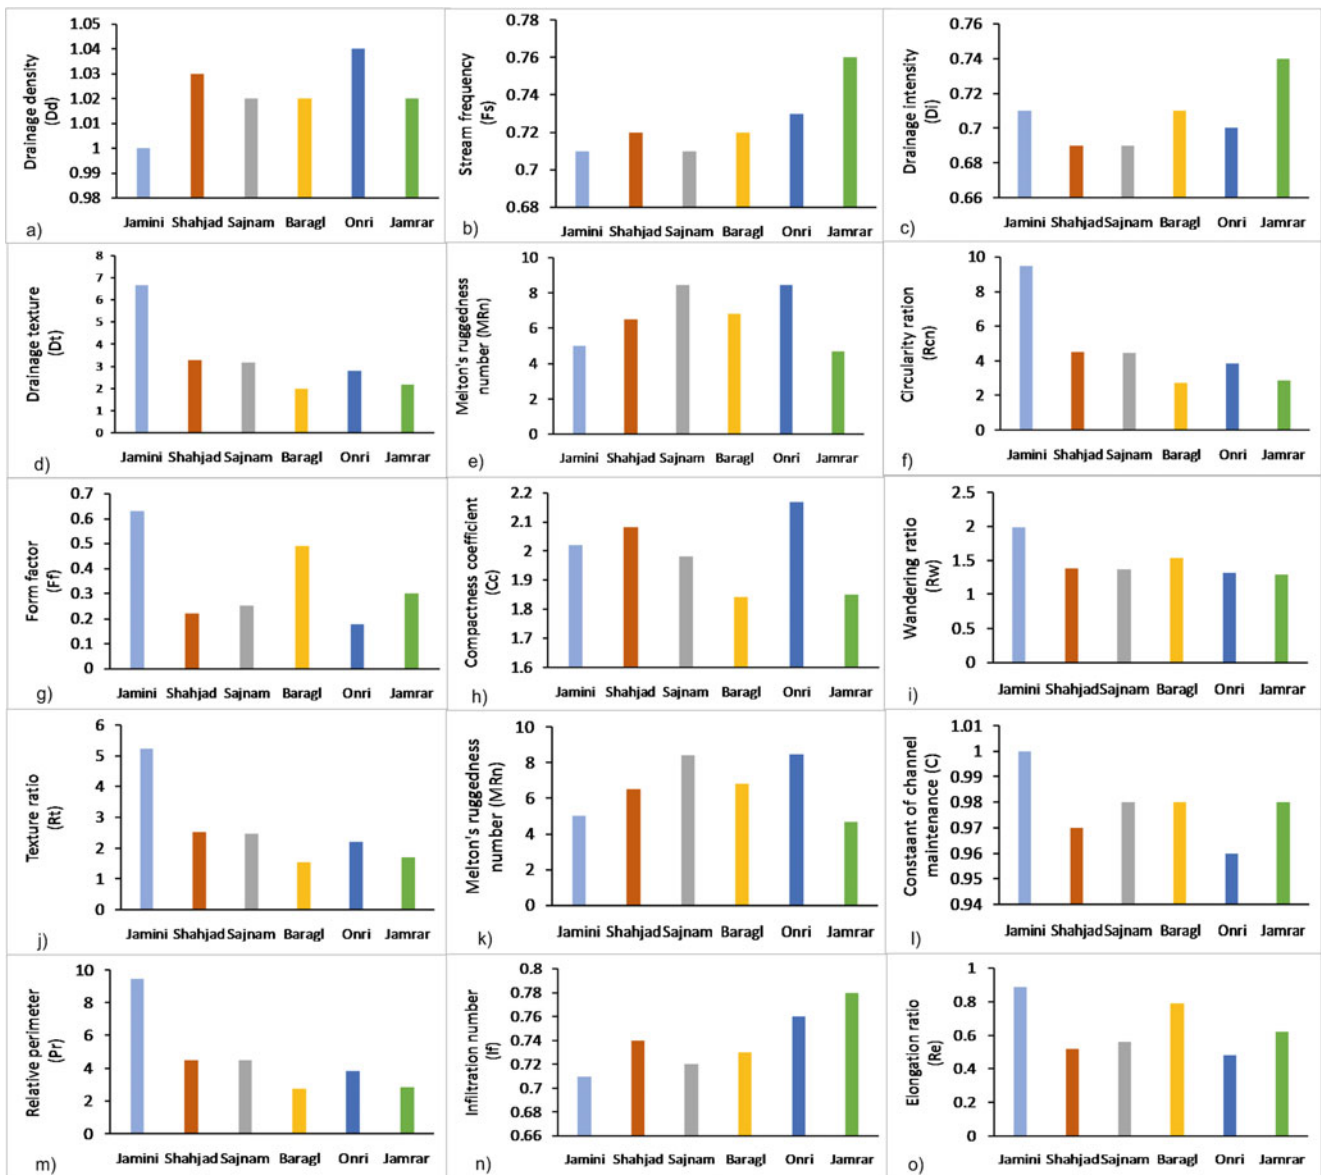 Drainage density
(Dd)
1.05
1.04
1.03
1.02
1.01
1
0.99
0.98
Jamini Shahjad Sajnam Baragl Onri Jamrar
a)
Stream frequency
(Fs)
0.78
0.76
0.74
0.72
0.7
0.68
Jamini Shahjad Sajnam Baragl Onri Jamrar
b)
Drainage intensity
(Di)
0.76
0.74
0.72
0.7
0.68
0.66
Jamini Shahjad Sajnam Baragl Onri Jamrar
c)
Drainage texture
(Dt)
8
7
6
5
4
3
2
1
0
Jamini Shahjad Sajnam Baragl Onri Jamrar
d)
Melton's ruggedness
number (MRn)
10
8
6
4
2
0
Jamini Shahjad Sajnam Baragl Onri Jamrar
e)
Circularity ration
(Rcn)
10
8
6
4
2
0
Jamini Shahjad Sajnam Baragl Onri Jamrar
f)
Form factor
(Ff)
0.7
0.6
0.5
0.4
0.3
0.2
0.1
0
Jamini Shahjad Sajnam Baragl Onri Jamrar
g)
Compactness coefficient
(Cc)
2.2
2.1
2
1.9
1.8
1.7
1.6
Jamini Shahjad Sajnam Baragl Onri Jamrar
h)
Wandering ratio
(Rw)
2.5
2
1.5
1
0.5
0
Jamini Shahjad Sajnam Baragl Onri Jamrar
i)
Texture ratio
(Rt)
6
5
4
3
2
1
0
Jamini Shahjad Sajnam Baragl Onri Jamrar
j)
Melton's ruggedness
number (MRn)
10
8
6
4
2
0
Jamini Shahjad Sajnam Baragl Onri Jamrar
k)
Constaant of channel
maintenance (C)
1.01
1
0.99
0.98
0.97
0.96
0.95
0.94
Jamini Shahjad Sajnam Baragl Onri Jamrar
l)
Relative perimeter
(Pr)
10
8
6
4
2
0
Jamini Shahjad Sajnam Baragl Onri Jamrar
m)
Infiltration number
(If)
0.8
0.78
0.76
0.74
0.72
0.7
0.68
0.66
Jamini Shahjad Sajnam Baragl Onri Jamrar
n)
Elongation ratio
(Re)
1
0.8
0.6
0.4
0.2
0
Jamini Shahjad Sajnam Baragl Onri Jamrar
o)